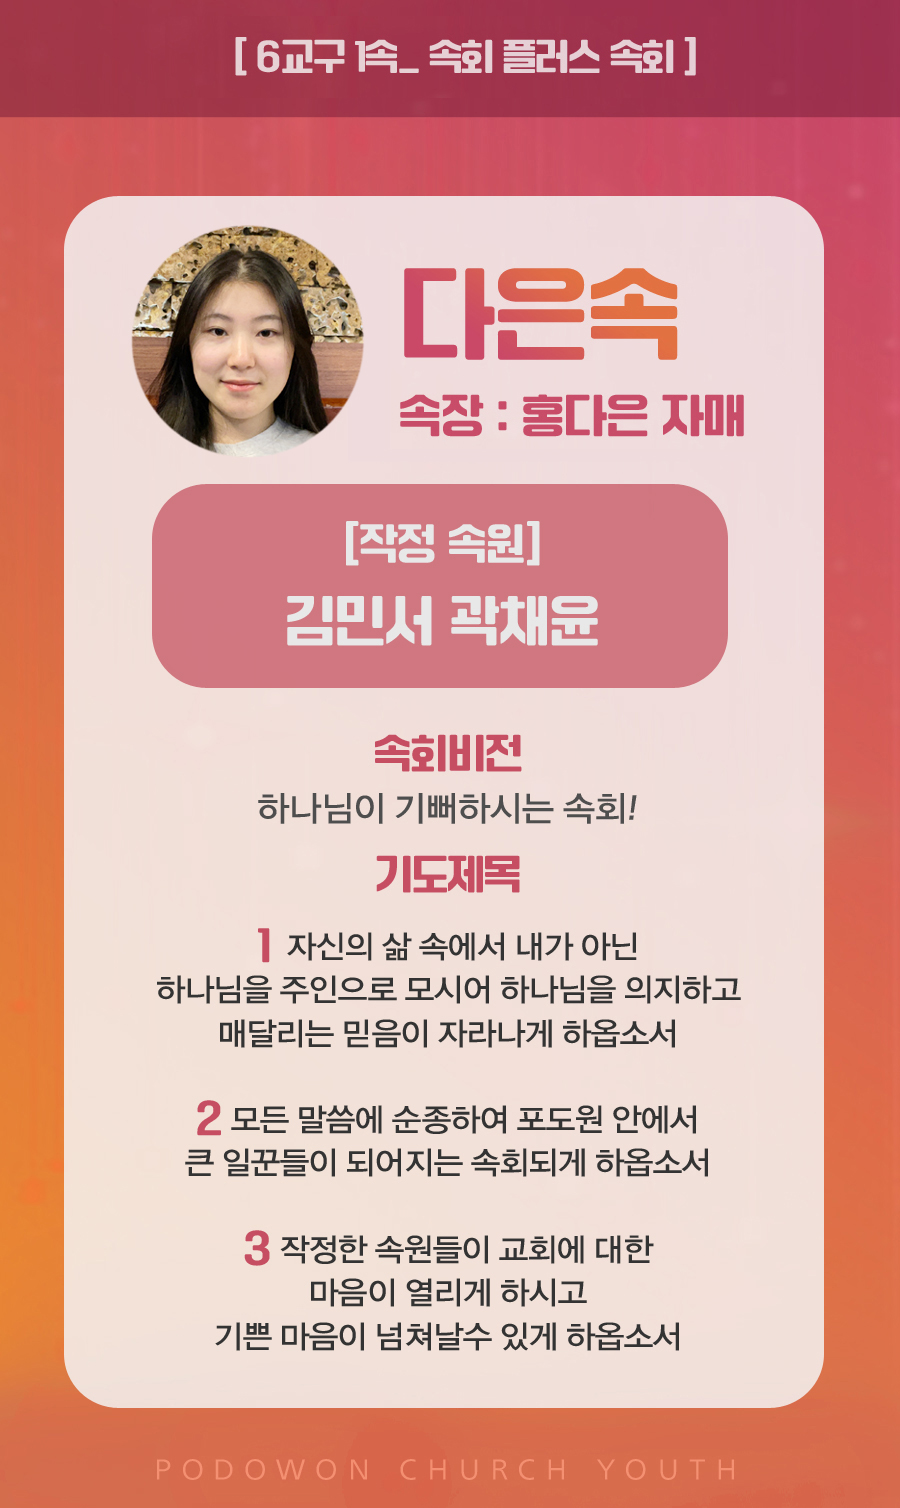 [ 6교구 1속_ 속회 플러스 속회 ]
다은속
속장 : 홍다은 자매
[작정 속원]
김민서 곽채윤
속회비전
하나님이 기뻐하시는 속회!
기도제목
1 자신의 삶 속에서 내가 아닌
하나님을 주인으로 모시어 하나님을 의지하고
매달리는 믿음이 자라나게 하옵소서
2 모든 말씀에 순종하여 포도원 안에서
큰 일꾼들이 되어지는 속회되게 하옵소서
3 작정한 속원들이 교회에 대한
마음이 열리게 하시고
기쁜 마음이 넘쳐날수 있게 하옵소서
PODOWON CHURCH YOUTH